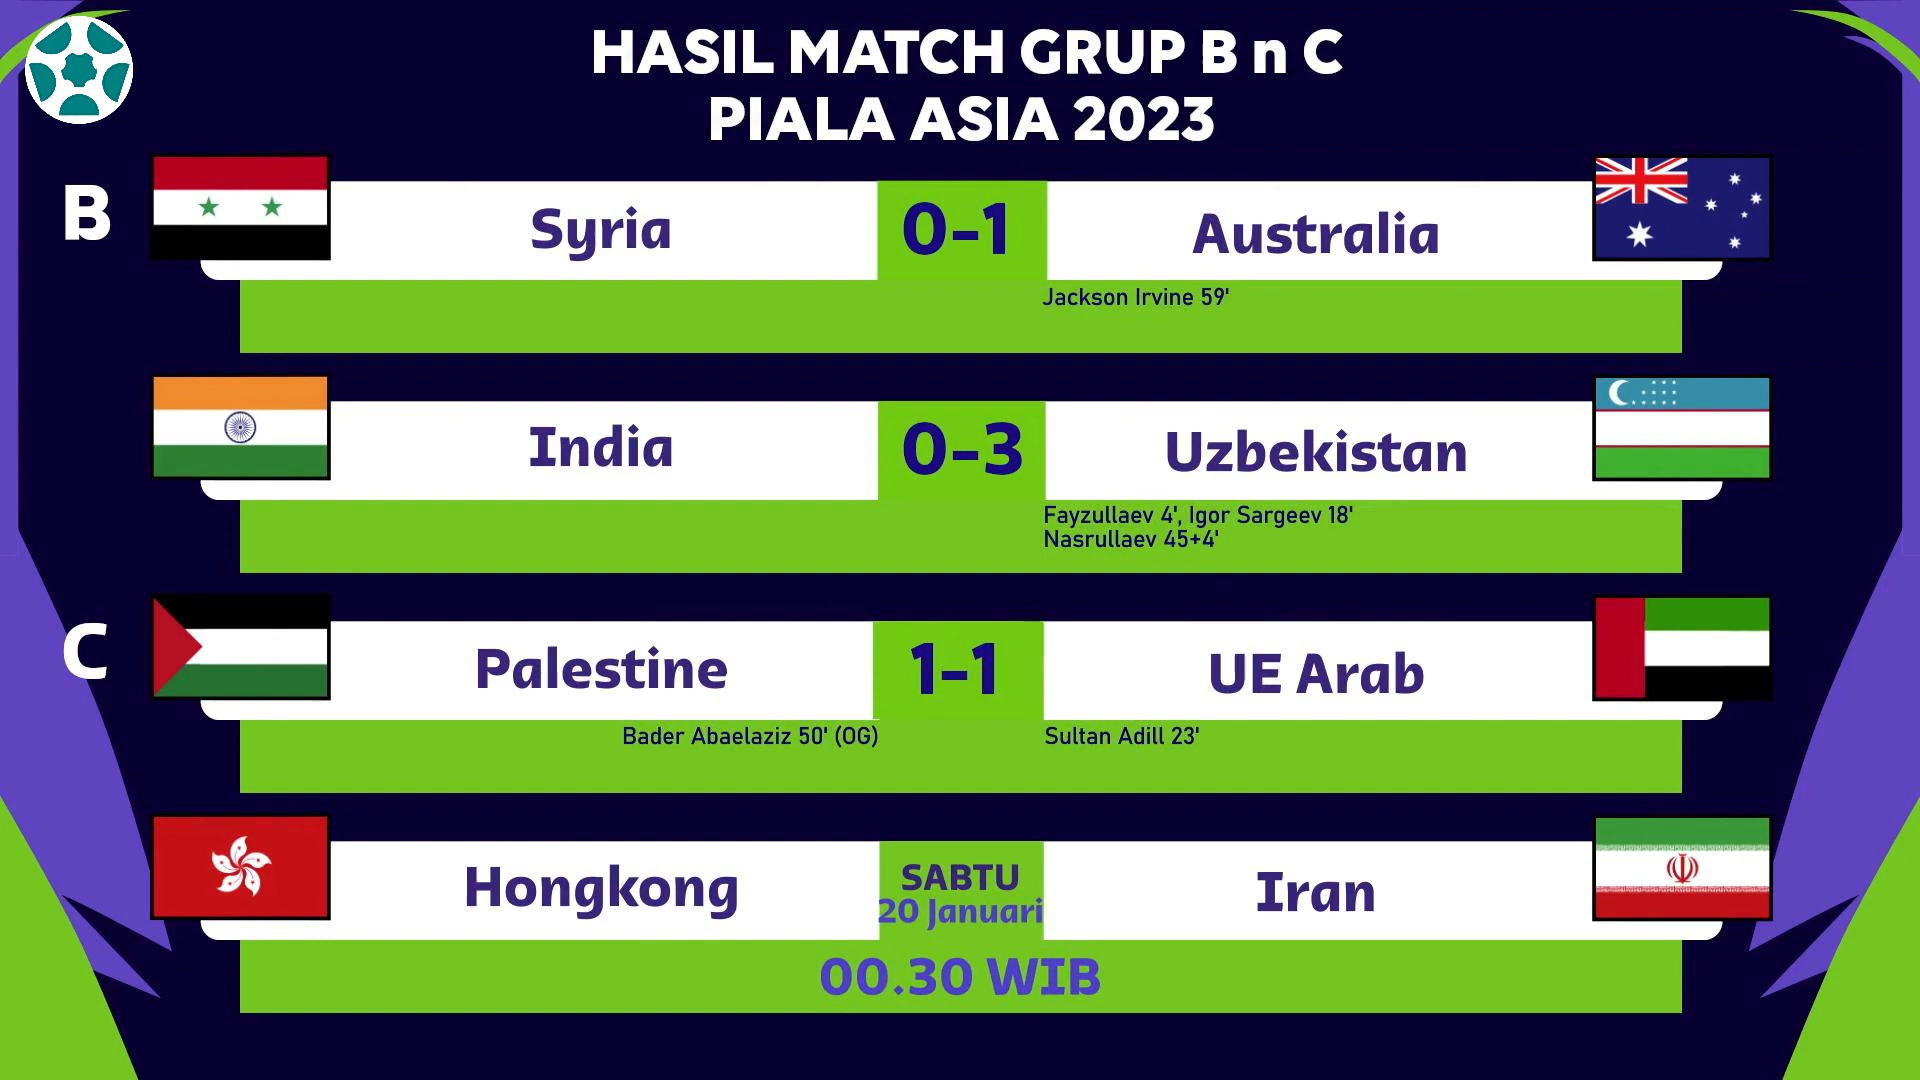 HASIL MATCH GRUP B n C
PIALA ASIA 2023
B
Syria
0-1
Australia
Jackson Irvine 59'
India
0-3
Uzbekistan
Fayzullaev 4', Igor Sargeev 18'
Nasrullaev 45+4'
C
Palestine
1-1
UE Arab
Bader Abaelaziz 50' (OG)
Sultan Adill 23'
Hongkong
SABTU
20 Januari
Iran
00.30 WIB